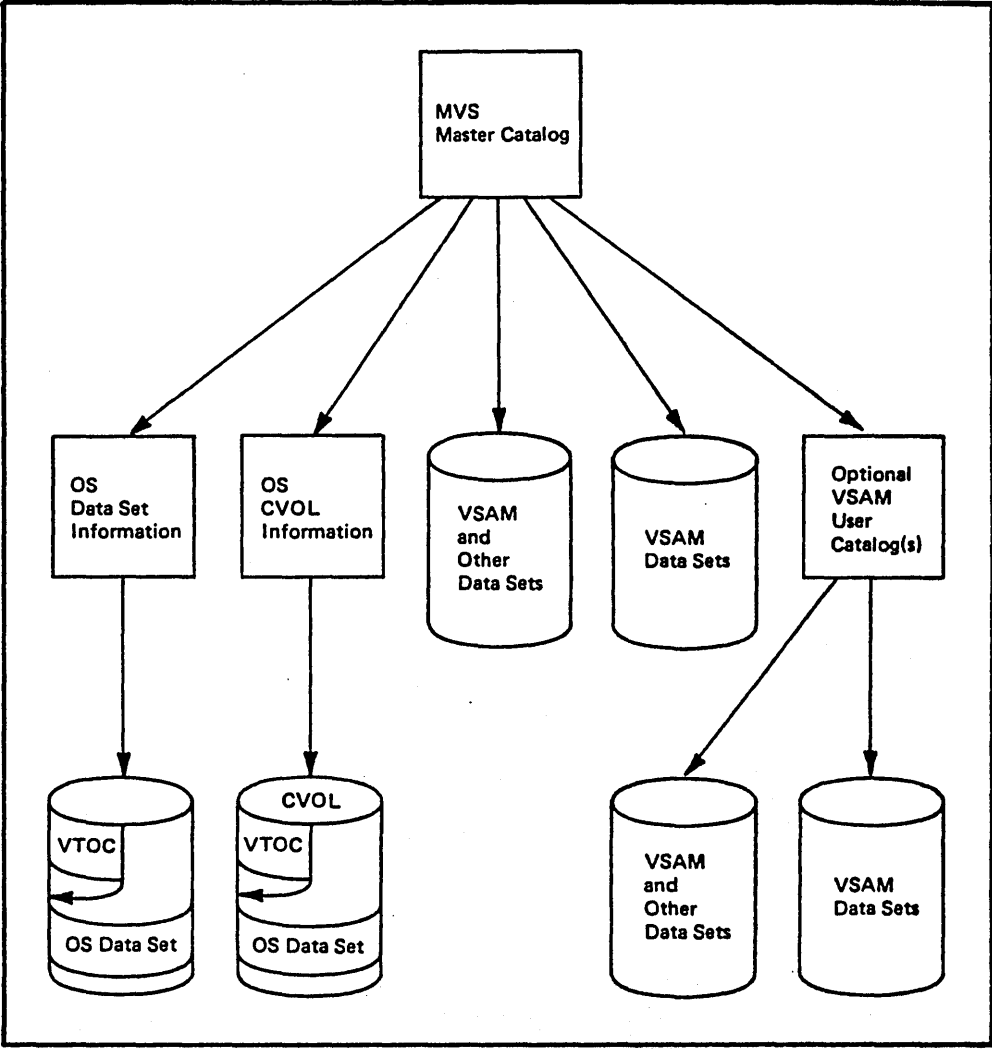 MVS
Master Catalog
OS
Data Set
Information
OS
CVOL
Information
VSAM
and
Other
Data Sets
VSAM
Data Sets
Optional
VSAM
User
Catalog(s)
VTOC
OS Data Set
CVOL
VTOC
OS Data Set
VSAM
and
Other
Data Sets
VSAM
Data Sets